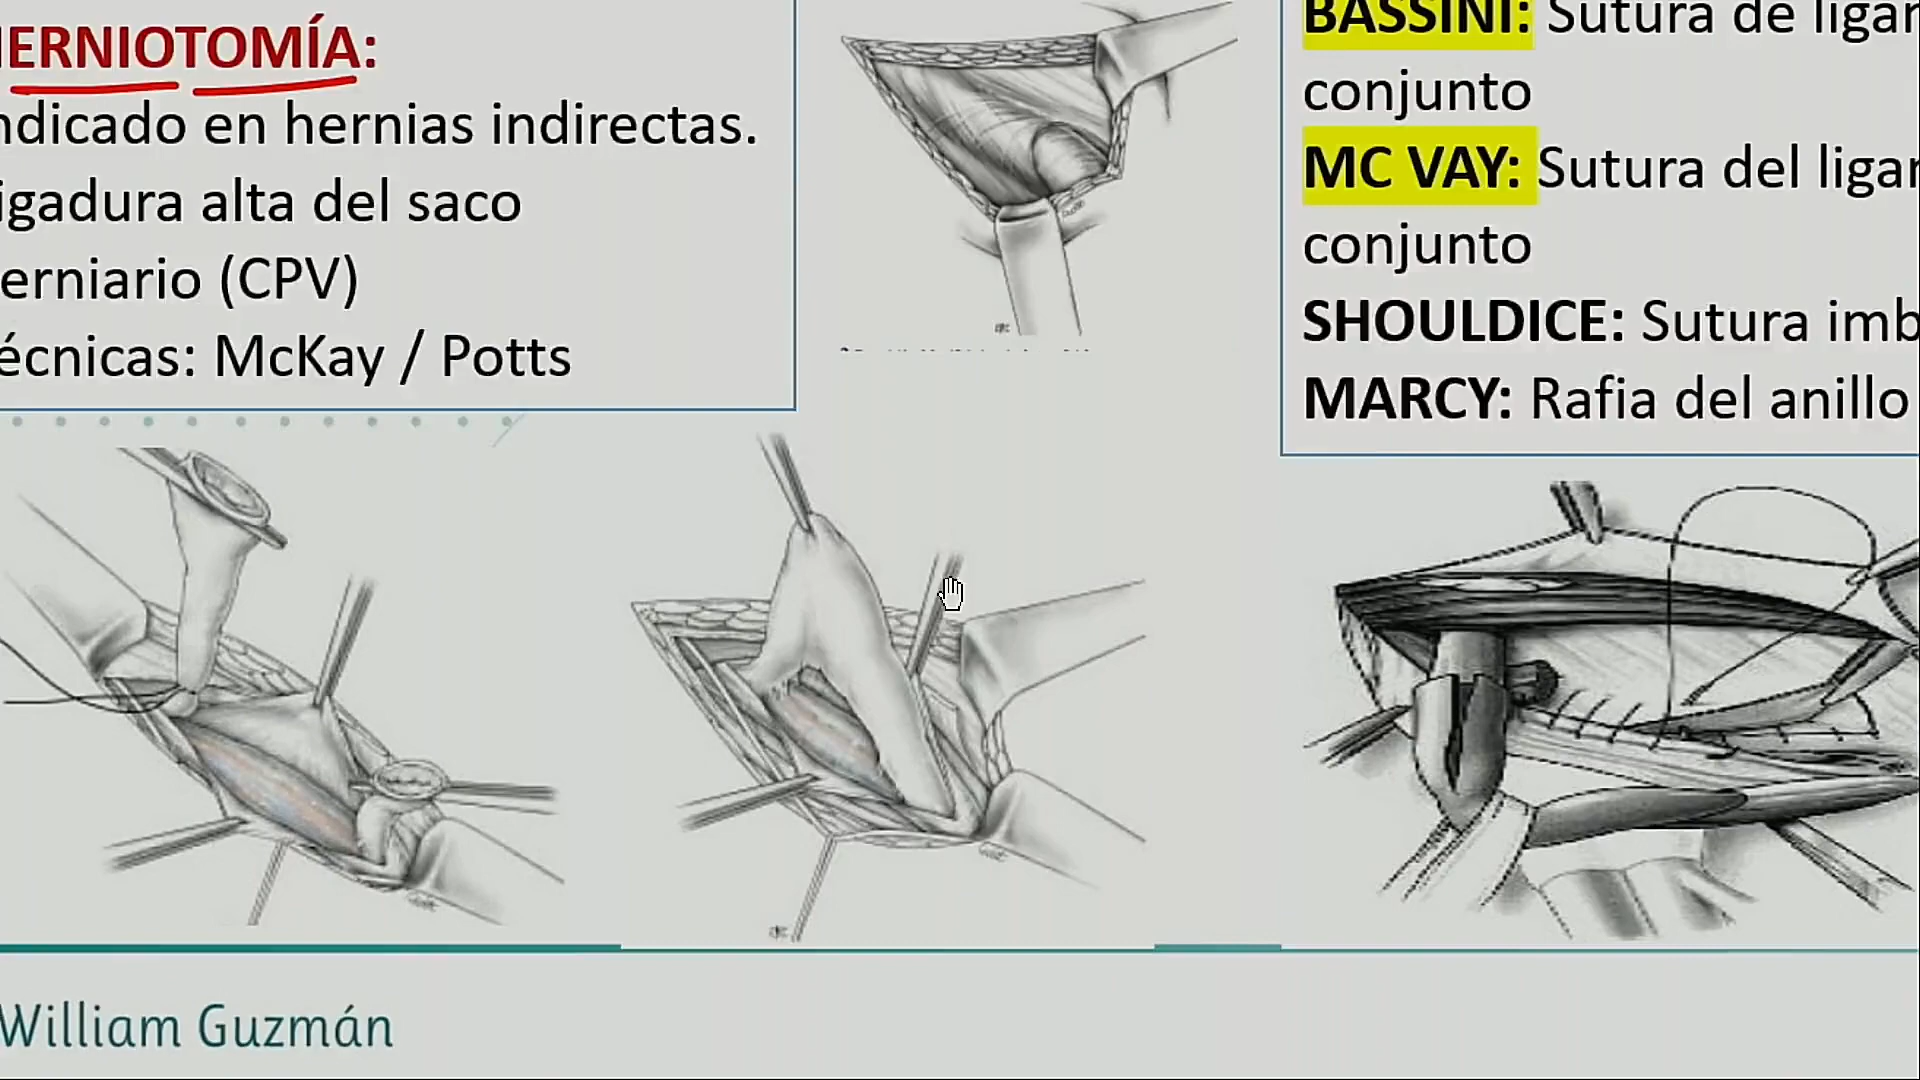 HERNIOTOMÍA:
ndicado en hernias indirectas.
igadura alta del saco
erniario (CPV)
écnicas: McKay / Potts
BASSINI: Sutura de ligar
conjunto
MC VAY: Sutura del ligar
conjunto
SHOULDICE: Sutura imb
MARCY: Rafia del anillo
William Guzmán